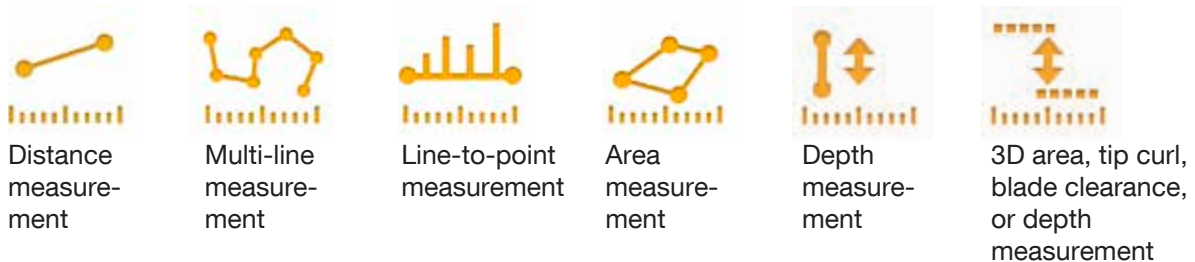 Distance
measure-
ment
Multi-line
measure-
ment
Line-to-point
measurement
Area
measure-
ment
Depth
measure-
ment
3D area, tip curl,
blade clearance,
or depth
measurement